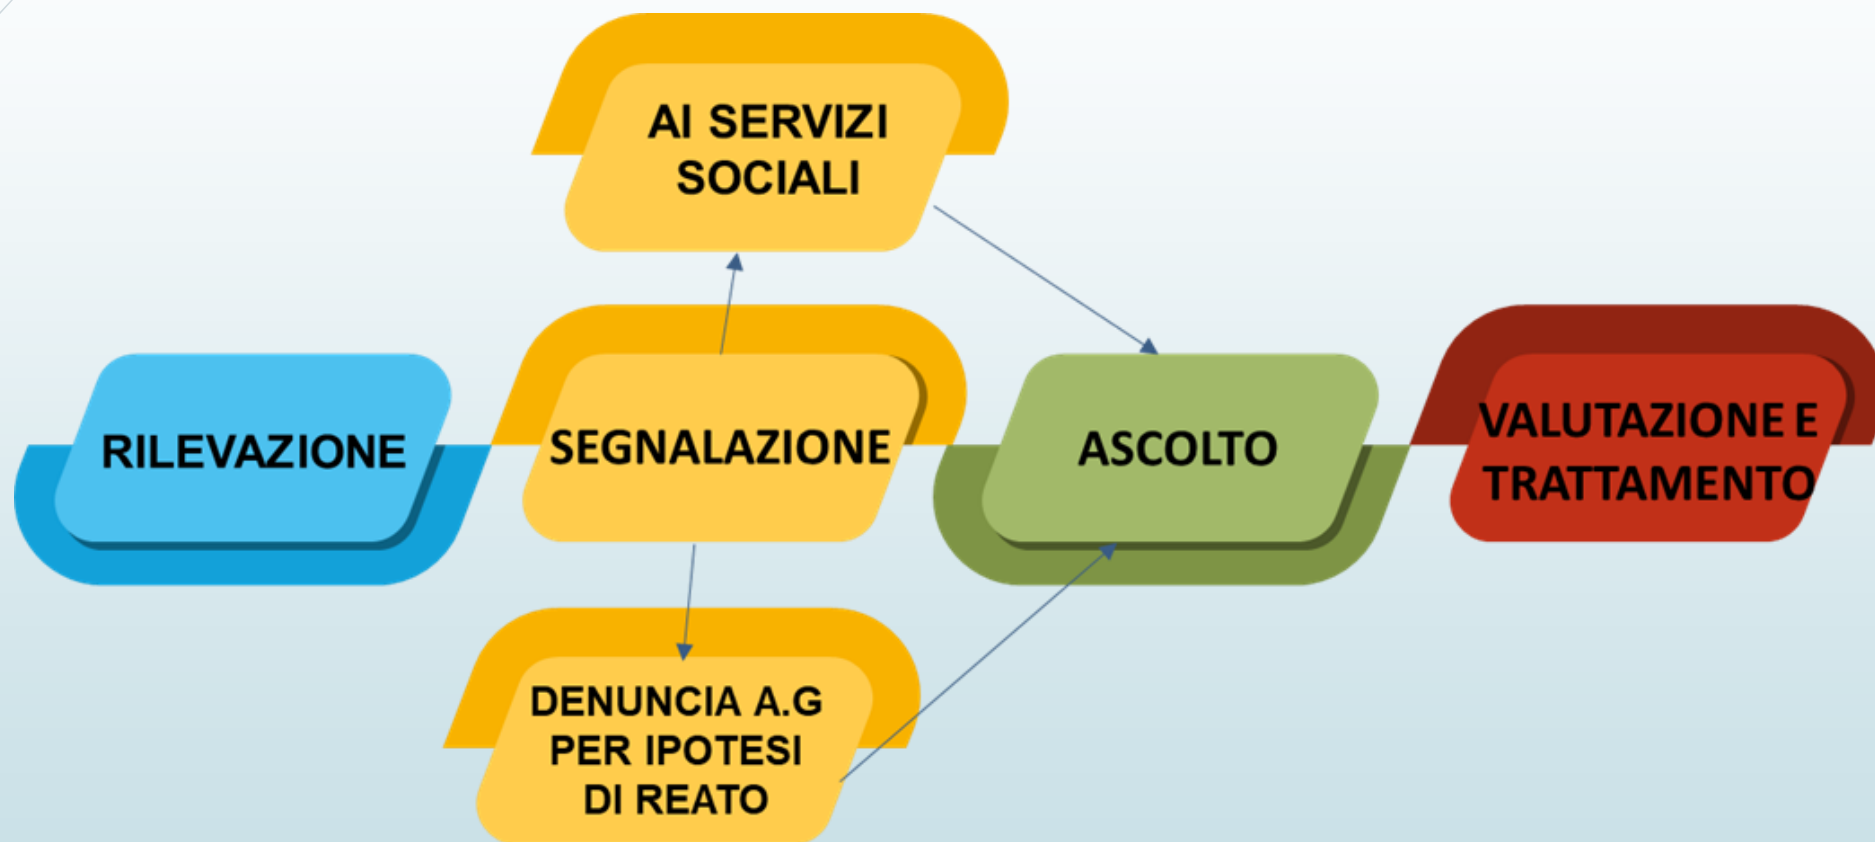 AI SERVIZI
SOCIALI
RILEVAZIONE
SEGNALAZIONE
ASCOLTO
VALUTAZIONE E
TRATTAMENTO
DENUNCIA A.G
PER IPOTESI
DI REATO